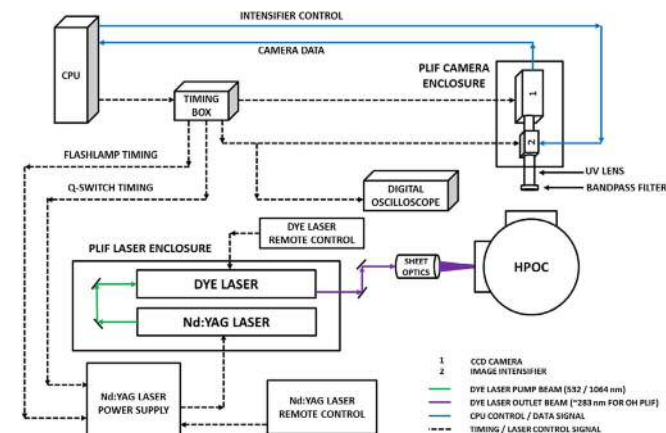 INTENSIFIER CONTROL
CAMERA DATA
CPU
TIMING
BOX
PLIF CAMERA
ENCLOSURE
1
2
FLASHLAMP TIMING
Q-SWITCH TIMING
UV LENS
BANDPASS FILTER
DIGITAL
OSCILLOSCOPE
DYE LASER
REMOTE CONTROL
PLIF LASER ENCLOSURE
DYE LASER
Nd:YAG LASER
SHEET
OPTICS
HPOC
Nd:YAG LASER
POWER SUPPLY
Nd:YAG LASER
REMOTE CONTROL
1 CCD CAMERA
2 IMAGE INTENSIFIER
DYE LASER PUMP BEAM (532 / 1064 nm)
DYE LASER OUTLET BEAM (~283 nm FOR OH PLIF)
CPU CONTROL / DATA SIGNAL
TIMING / LASER CONTROL SIGNAL